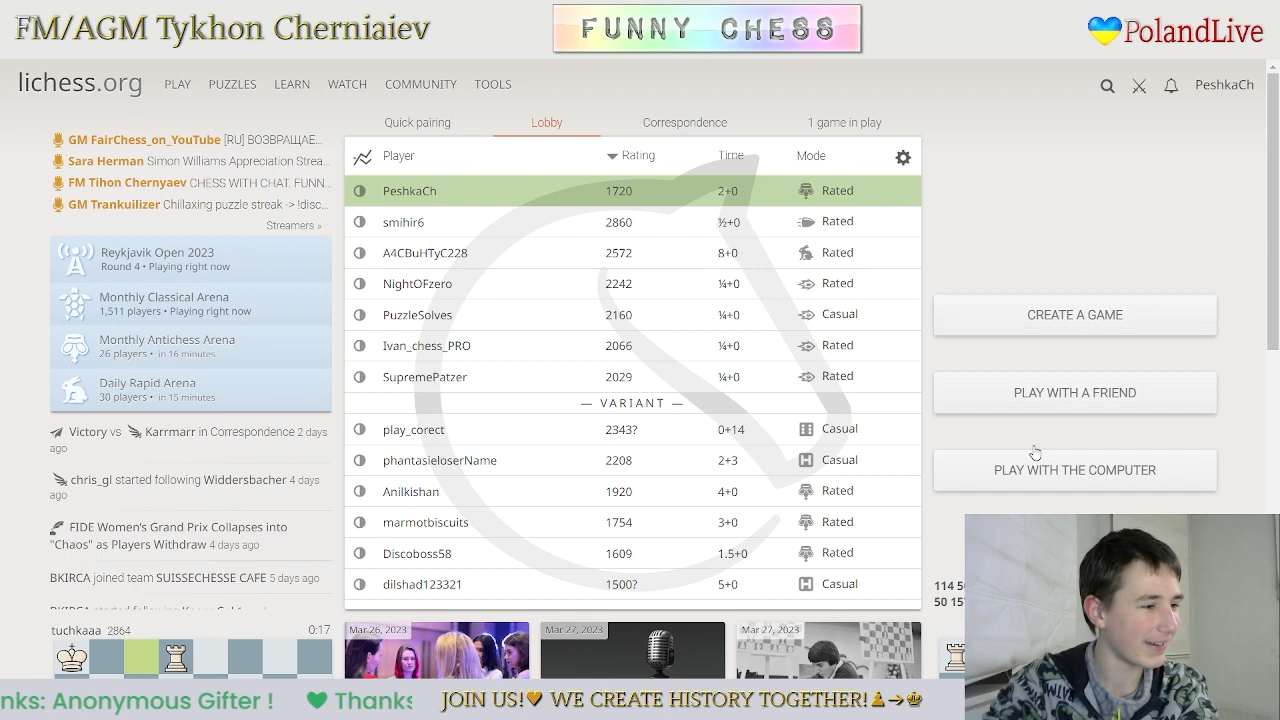 FM/AGM Tykhon Cherniaiev
FUNNY CHESS
PolandLive
lichess.org PLAY PUZZLES LEARN WATCH COMMUNITY TOOLS
PeshkaCh
GM FairChess_on_YouTube [RU] ВОЗВРАЩАЕ...
Sara Herman Simon Willems Appreciation Strea...
FM Tihon Chernyaev CHESS WITH CHAT. FUNN...
GM Trankuilizer Chillaxing puzzle streak -> !disc...
Streamers »
Reykjavik Open 2023
Round 4 • Playing right now
Monthly Classical Arena
1,511 players • Playing right now
Monthly Antichess Arena
26 players • in 16 minutes
Daily Rapid Arena
30 players • in 15 minutes
Victory vs Karrmarr in Correspondence 2 days
ago
chris_gl started following Widdersbacher 4 days
ago
FIDE Women's Grand Prix Collapses into
"Chaos" as Players Withdraw 4 days ago
BKIRCA joined team SUISSECHESSE CAFE 5 days ago
tuchkaaa 2864 0:17
Quick pairing Lobby Correspondence 1 game in play
Player Rating Time Mode
PeshkaCh 1720 2+0 Rated
smihir6 2860 ½+0 Rated
A4CBuHTyC228 2572 8+0 Rated
NightOFzero 2242 ¼+0 Rated
PuzzleSolves 2160 ¼+0 Casual
Ivan_chess_PRO 2066 ¼+0 Rated
SupremePatzer 2029 ¼+0 Rated
— VARIANT —
play_corect 2343? 0+14 Casual
phantasieloserName 2208 2+3 Casual
Anilkishan 1920 4+0 Rated
marmotbiscuits 1754 3+0 Rated
Discoboss58 1609 1.5+0 Rated
dilshad123321 1500? 5+0 Casual
CREATE A GAME
PLAY WITH A FRIEND
PLAY WITH THE COMPUTER
114 5
50 15
Mar 26, 2023
Mar 27, 2023
Mar 27, 2023
nks: Anonymous Gifter !
Thanks
JOIN US! WE CREATE HISTORY TOGETHER!